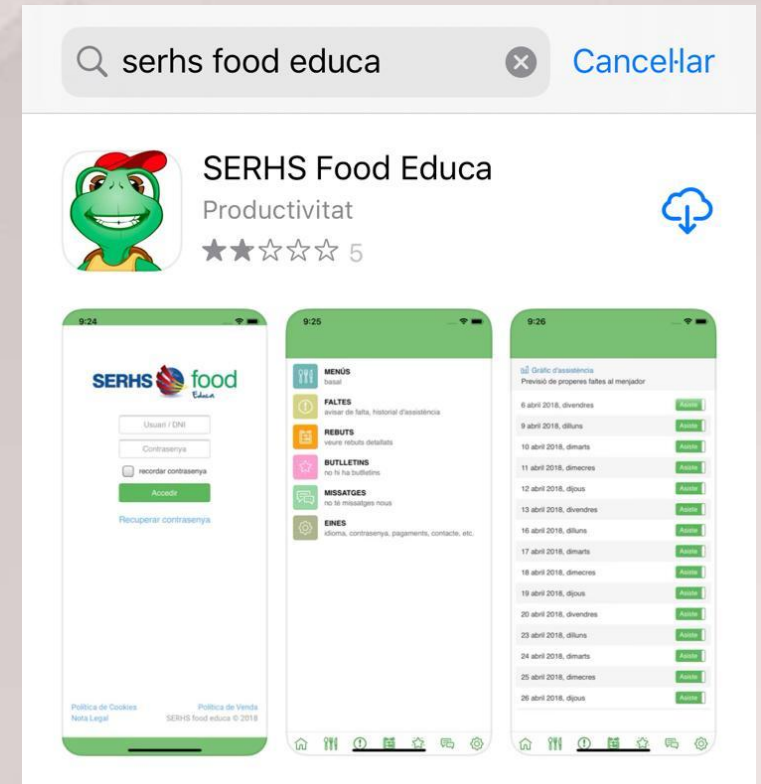 serhs food educa
Cancel·lar
SERHS Food Educa
Productivitat
5
9:24
SERHS food
Educa
Usuari / DNI
Contrasenya
recordar contrasenya
Accedir
Recuperar contrasenya
Política de Cookies
Política de Venda
Nota Legal
SERHS food educa © 2018
9:25
MENÚS
basal
FALTES
avisar de falta, historial d'assistència
REBUTS
veure rebuts detallats
BUTLLETINS
no hi ha butlletins
MISSATGES
no té missatges nous
EINES
idioma, contrasenya, pagaments, contacte, etc.
9:26
Gràfic d'assistència
Previsió de properes faltes al menjador
6 abril 2018, divendres
Assiste
9 abril 2018, dilluns
Assiste
10 abril 2018, dimarts
Assiste
11 abril 2018, dimecres
Assiste
12 abril 2018, dijous
Assiste
13 abril 2018, divendres
Assiste
16 abril 2018, dilluns
Assiste
17 abril 2018, dimarts
Assiste
18 abril 2018, dimecres
Assiste
19 abril 2018, dijous
Assiste
20 abril 2018, divendres
Assiste
23 abril 2018, dilluns
Assiste
24 abril 2018, dimarts
Assiste
25 abril 2018, dimecres
Assiste
26 abril 2018, dijous
Assiste